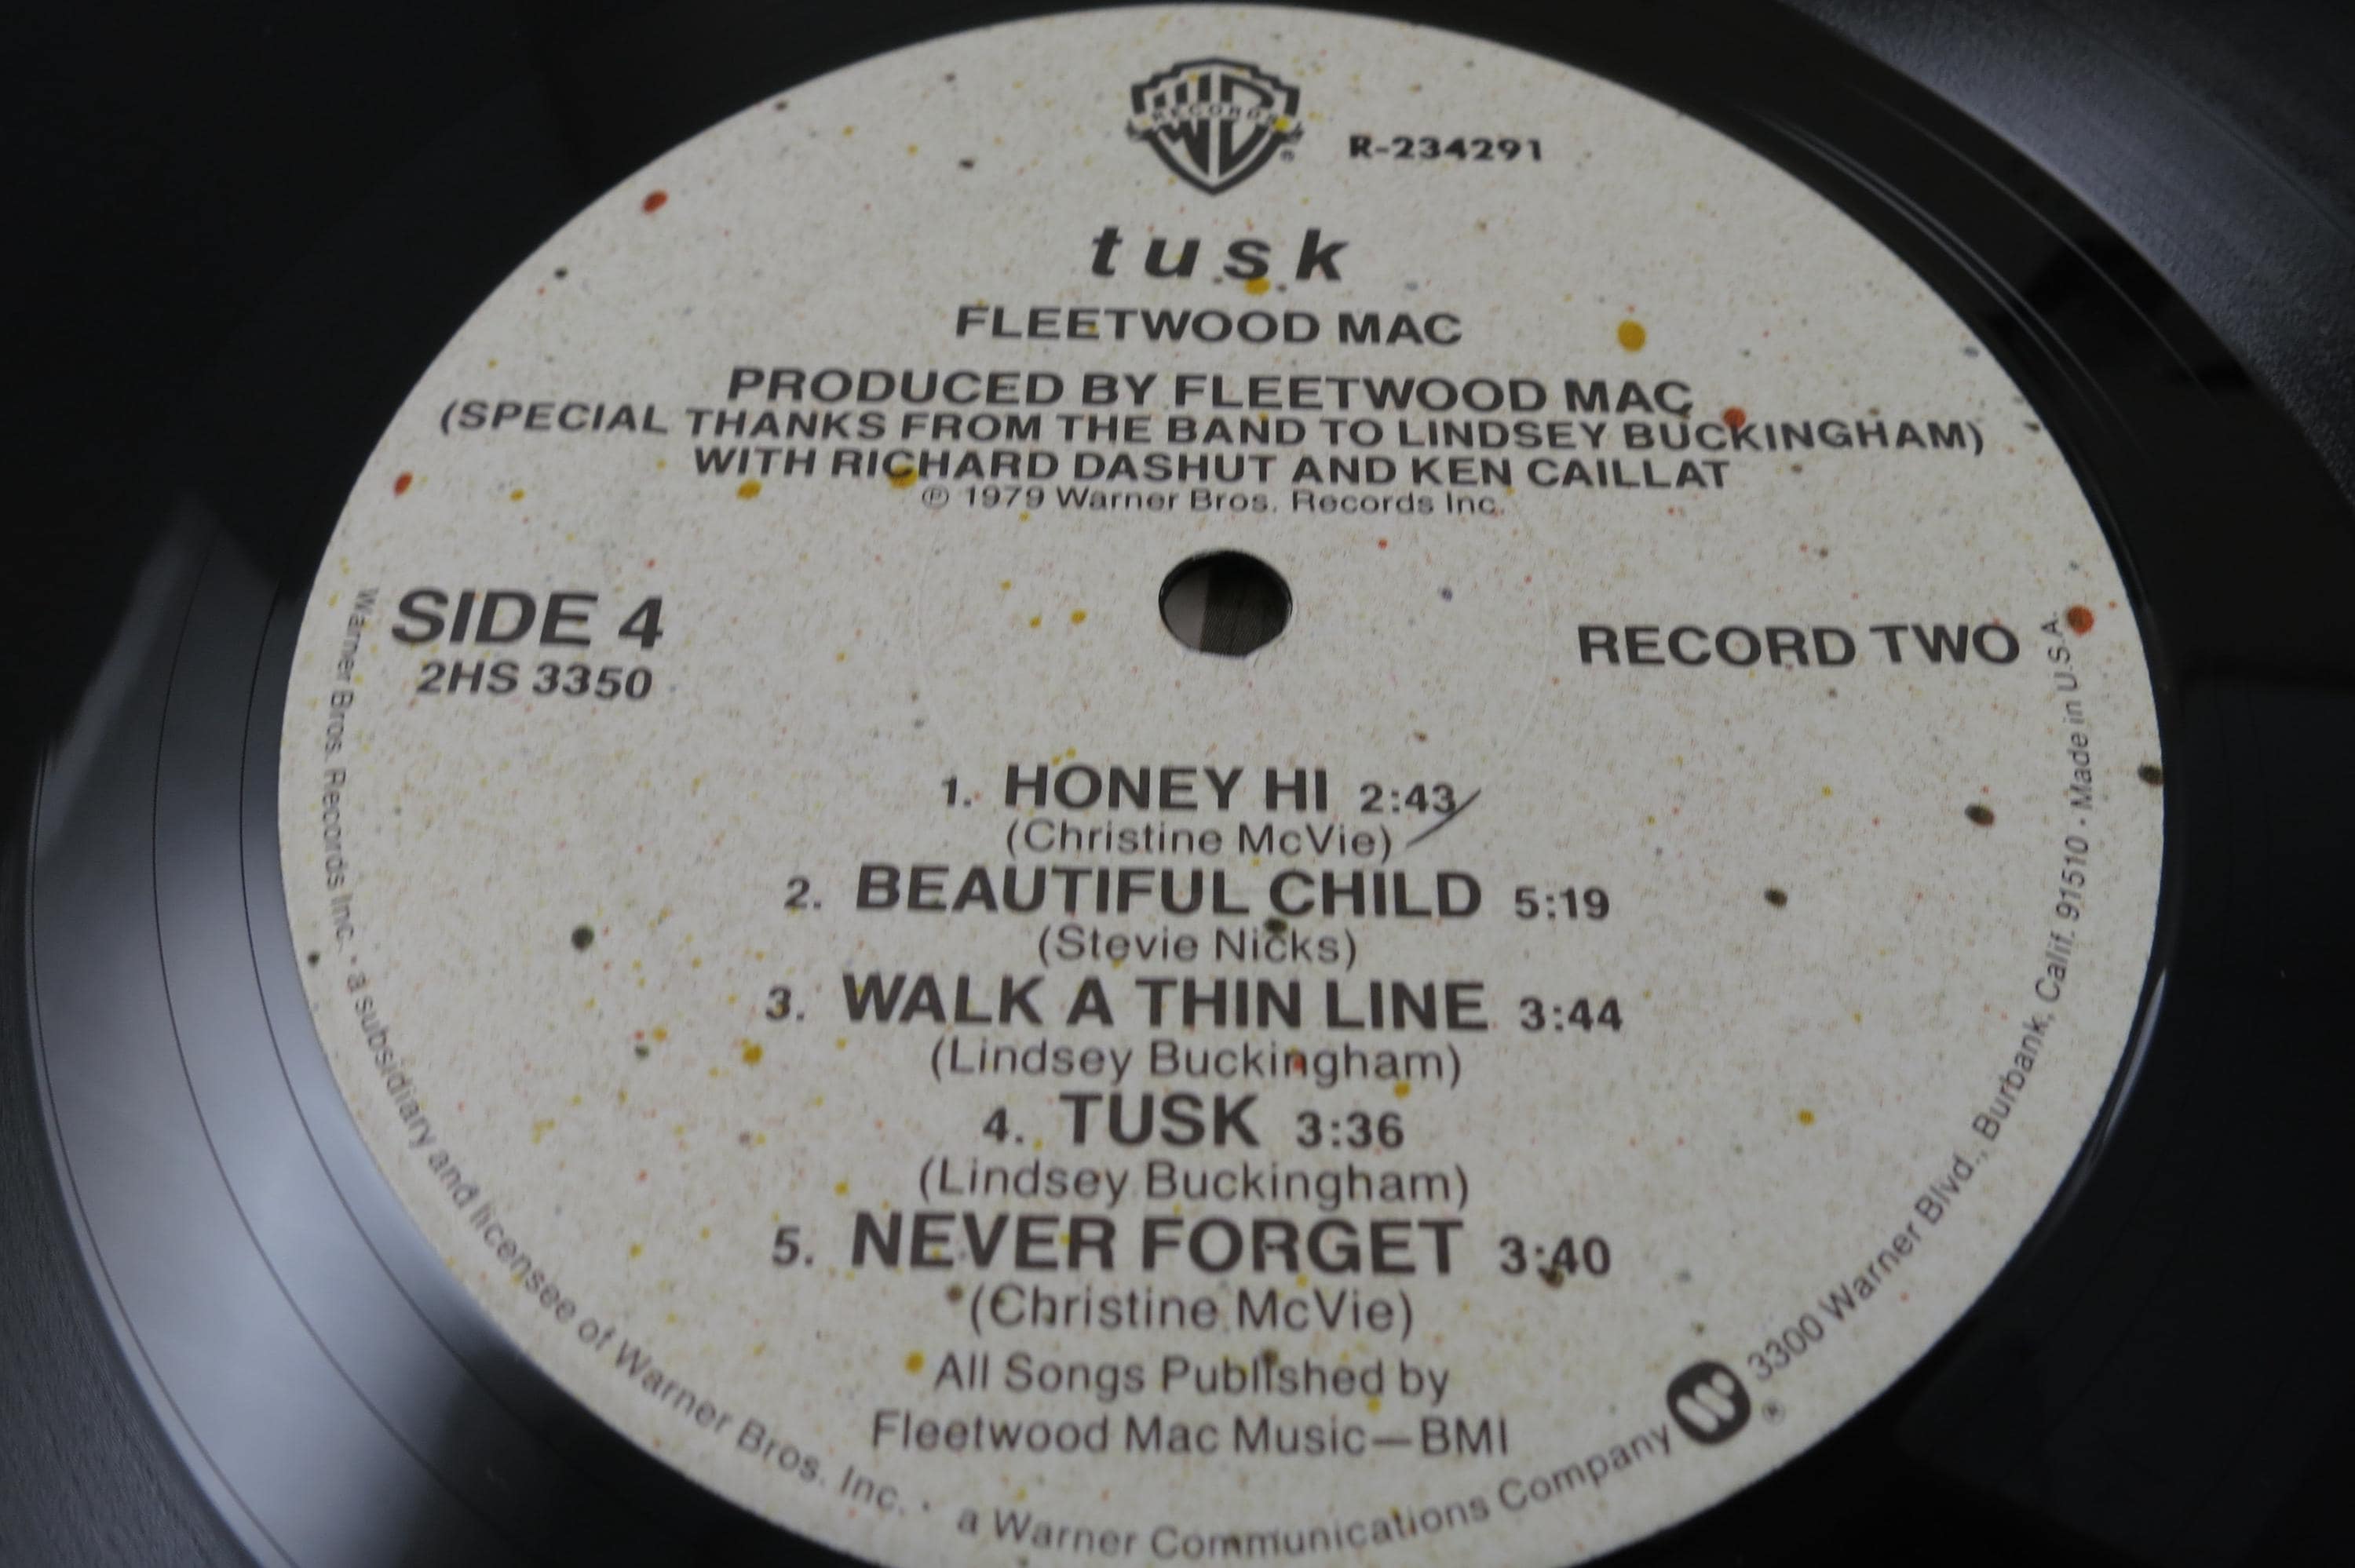 RECORDS
R-234291
tusk
FLEETWOOD MAC
PRODUCED BY FLEETWOOD MAC
(SPECIAL THANKS FROM THE BAND TO LINDSEY BUCKINGHAM)
WITH RICHARD DASHUT AND KEN CAILLAT
℗ 1979 Warner Bros. Records Inc.
SIDE 4
2HS 3350
RECORD TWO
1. HONEY HI 2:43
(Christine McVie)
2. BEAUTIFUL CHILD 5:19
(Stevie Nicks)
3. WALK A THIN LINE 3:44
(Lindsey Buckingham)
4. TUSK 3:36
(Lindsey Buckingham)
5. NEVER FORGET 3:40
(Christine McVie)
All Songs Published by
Fleetwood Mac Music—BMI
Warner Bros. Records Inc. • a subsidiary and licensee of Warner Bros. Inc. • a Warner Communications Company ® 3300 Warner Blvd., Burbank, Calif. 91510 • Made in U.S.A.